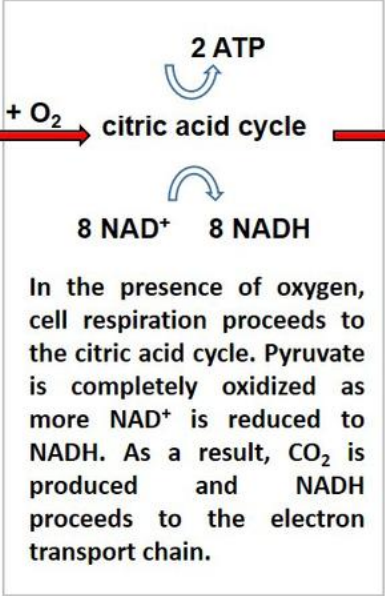 2 ATP
+ O₂
citric acid cycle
8 NAD⁺ 8 NADH
In the presence of oxygen,
cell respiration proceeds to
the citric acid cycle. Pyruvate
is completely oxidized as
more NAD⁺ is reduced to
NADH. As a result, CO₂ is
produced and NADH
proceeds to the electron
transport chain.